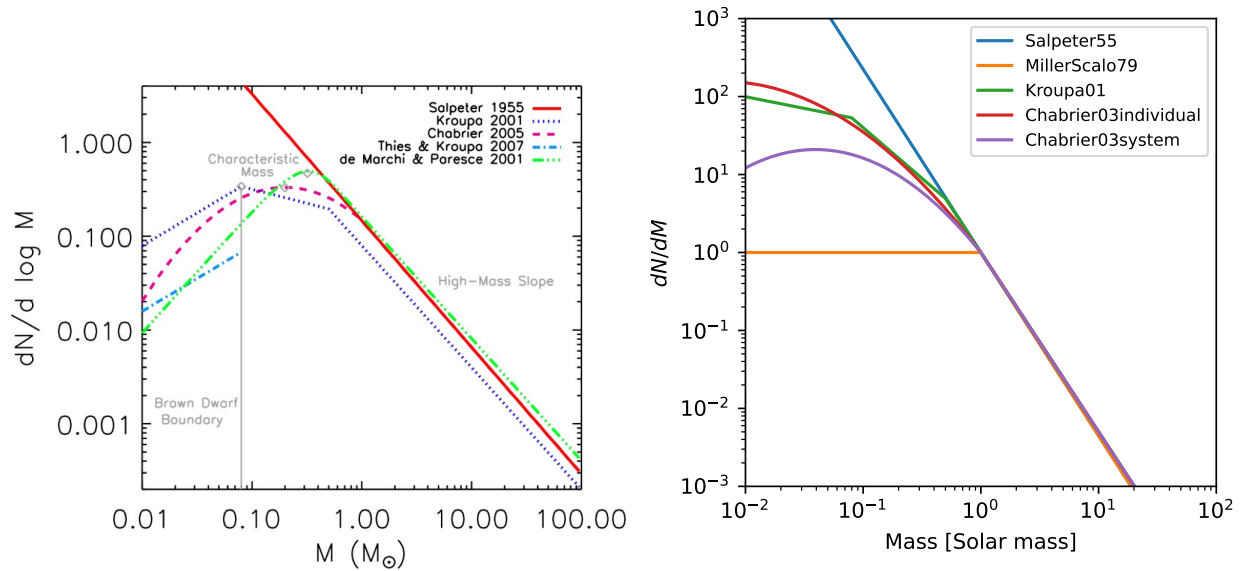 dN/d log M
1.000
0.100
0.010
0.001
Salpeter 1955
Kroupa 2001
Chabrier 2005
Thies & Kroupa 2007
de Marchi & Paresce 2001
Characteristic
Mass
High-Mass Slope
Brown Dwarf
Boundary
0.01 0.10 1.00 10.00 100.00
M (M☉)
dN/dM
10³
10²
10¹
10⁰
10⁻¹
10⁻²
10⁻³
Salpeter55
MillerScalo79
Kroupa01
Chabrier03individual
Chabrier03system
10⁻² 10⁻¹ 10⁰ 10¹ 10²
Mass [Solar mass]